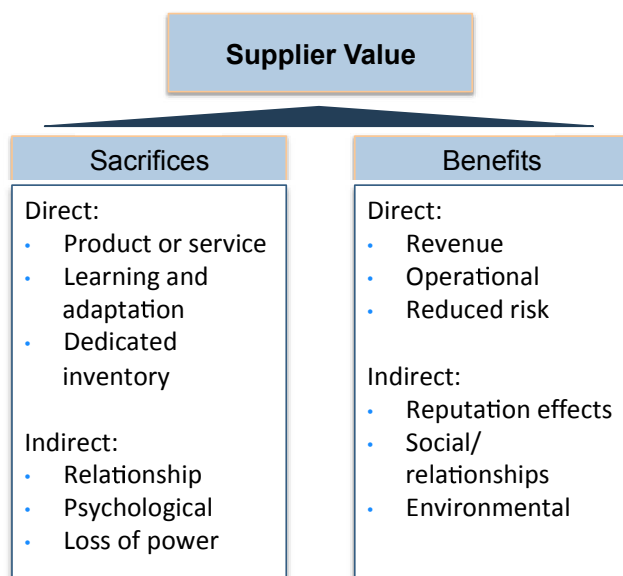 Supplier Value
Sacrifices
Direct:
• Product or service
• Learning and
adaptation
• Dedicated
inventory
Indirect:
• Relationship
• Psychological
• Loss of power
Benefits
Direct:
• Revenue
• Operational
• Reduced risk
Indirect:
• Reputation effects
• Social/
relationships
• Environmental